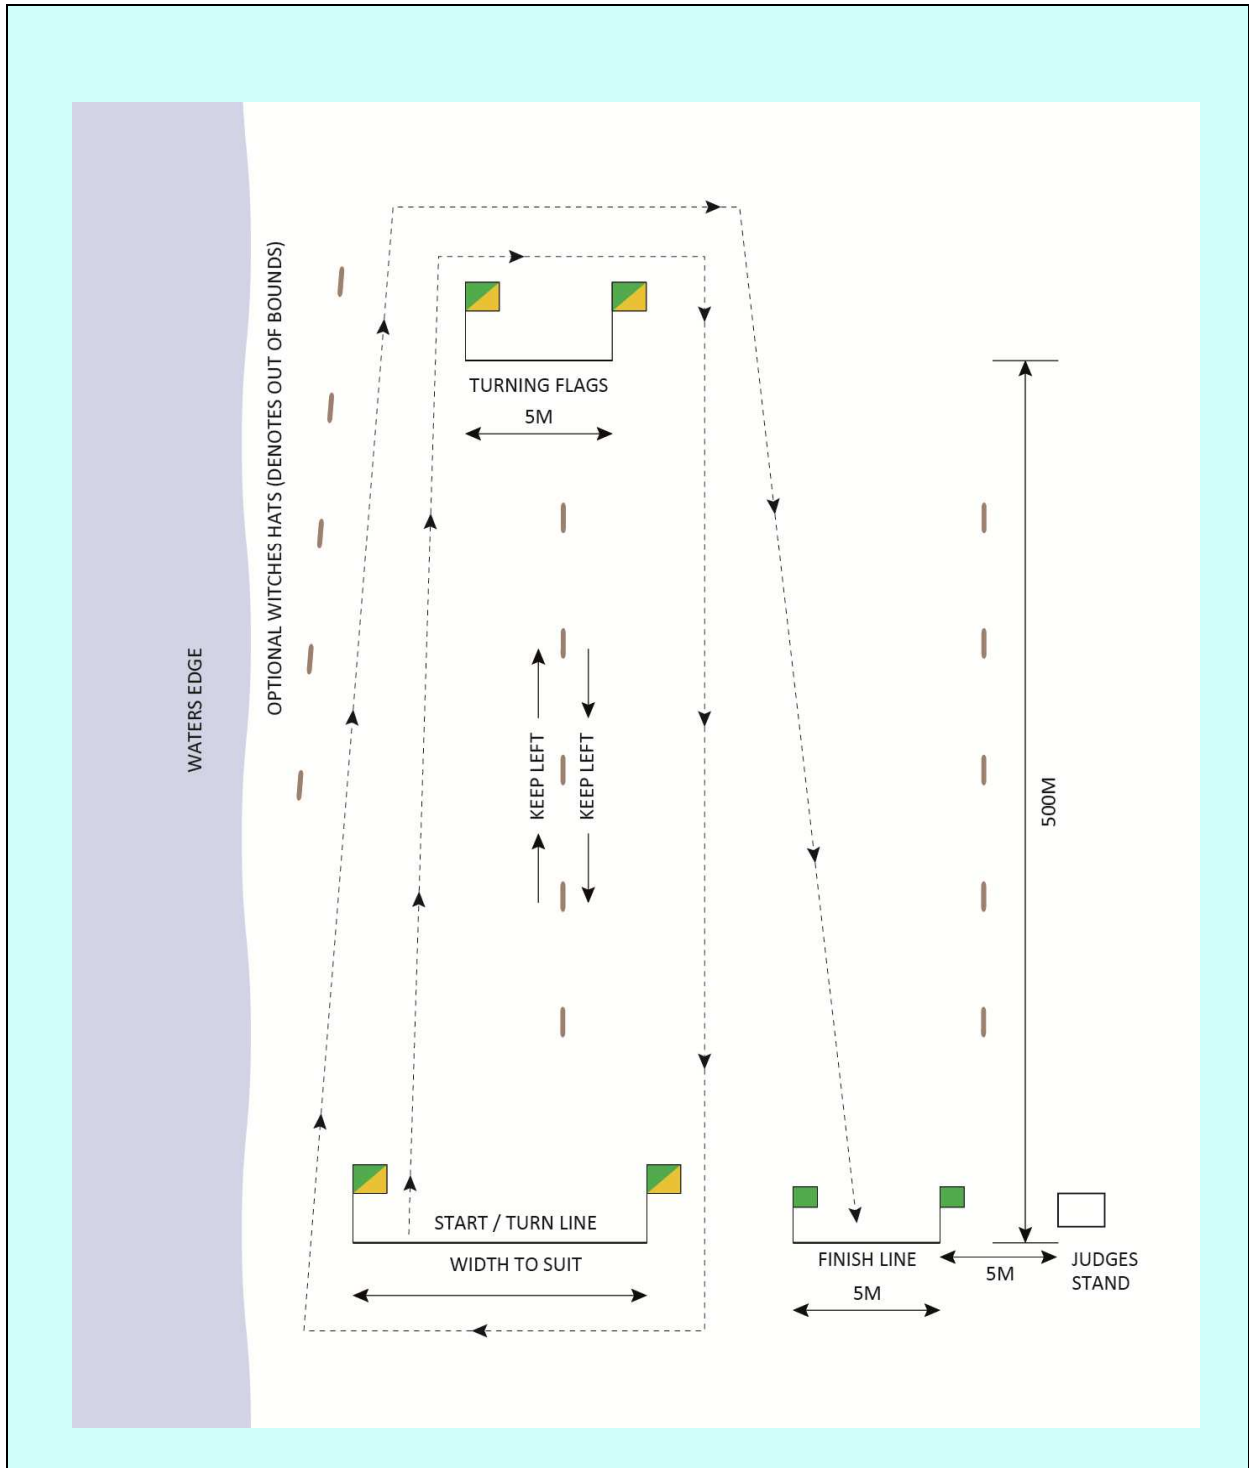 OPTIONAL WITCHES HATS (DENOTES OUT OF BOUNDS)
WATERS EDGE
TURNING FLAGS
5M
KEEP LEFT
KEEP LEFT
500M
START / TURN LINE
WIDTH TO SUIT
FINISH LINE
5M
5M
JUDGES
STAND